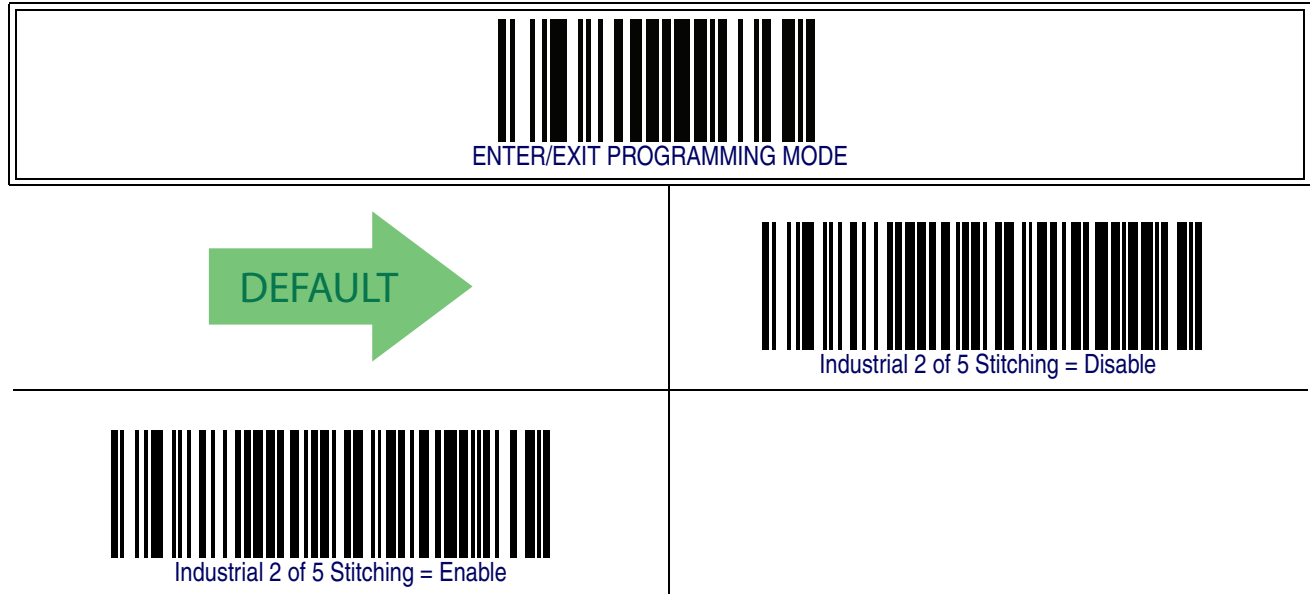 ENTER/EXIT PROGRAMMING MODE
DEFAULT
Industrial 2 of 5 Stitching = Disable
Industrial 2 of 5 Stitching = Enable